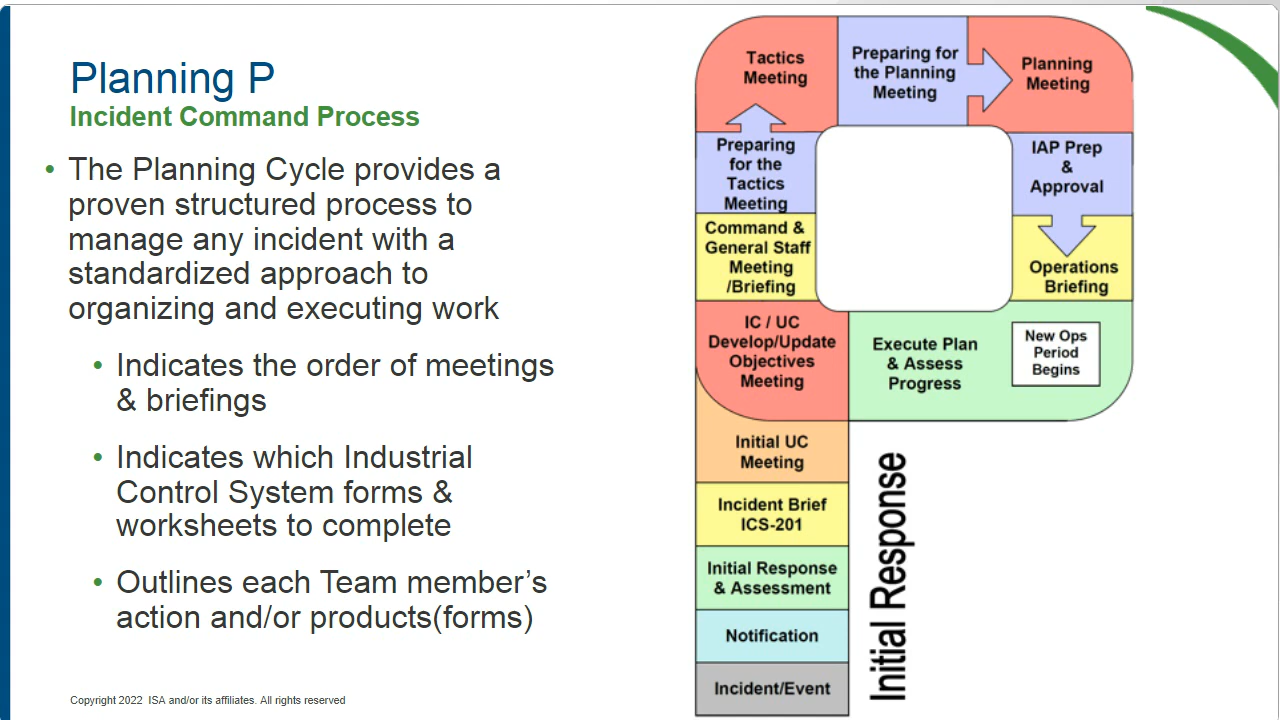 Planning P
Incident Command Process
• The Planning Cycle provides a
proven structured process to
manage any incident with a
standardized approach to
organizing and executing work
• Indicates the order of meetings
& briefings
• Indicates which Industrial
Control System forms &
worksheets to complete
• Outlines each Team member’s
action and/or products(forms)
Copyright 2022 ISA and/or its affiliates. All rights reserved
Tactics
Meeting
Preparing for
the Planning
Meeting
Planning
Meeting
Preparing
for the
Tactics
Meeting
IAP Prep
&
Approval
Command &
General Staff
Meeting
/Briefing
Operations
Briefing
IC / UC
Develop/Update
Objectives
Meeting
Execute Plan
& Assess
Progress
New Ops
Period
Begins
Initial UC
Meeting
Incident Brief
ICS-201
Initial Response
& Assessment
Notification
Incident/Event
Initial Response